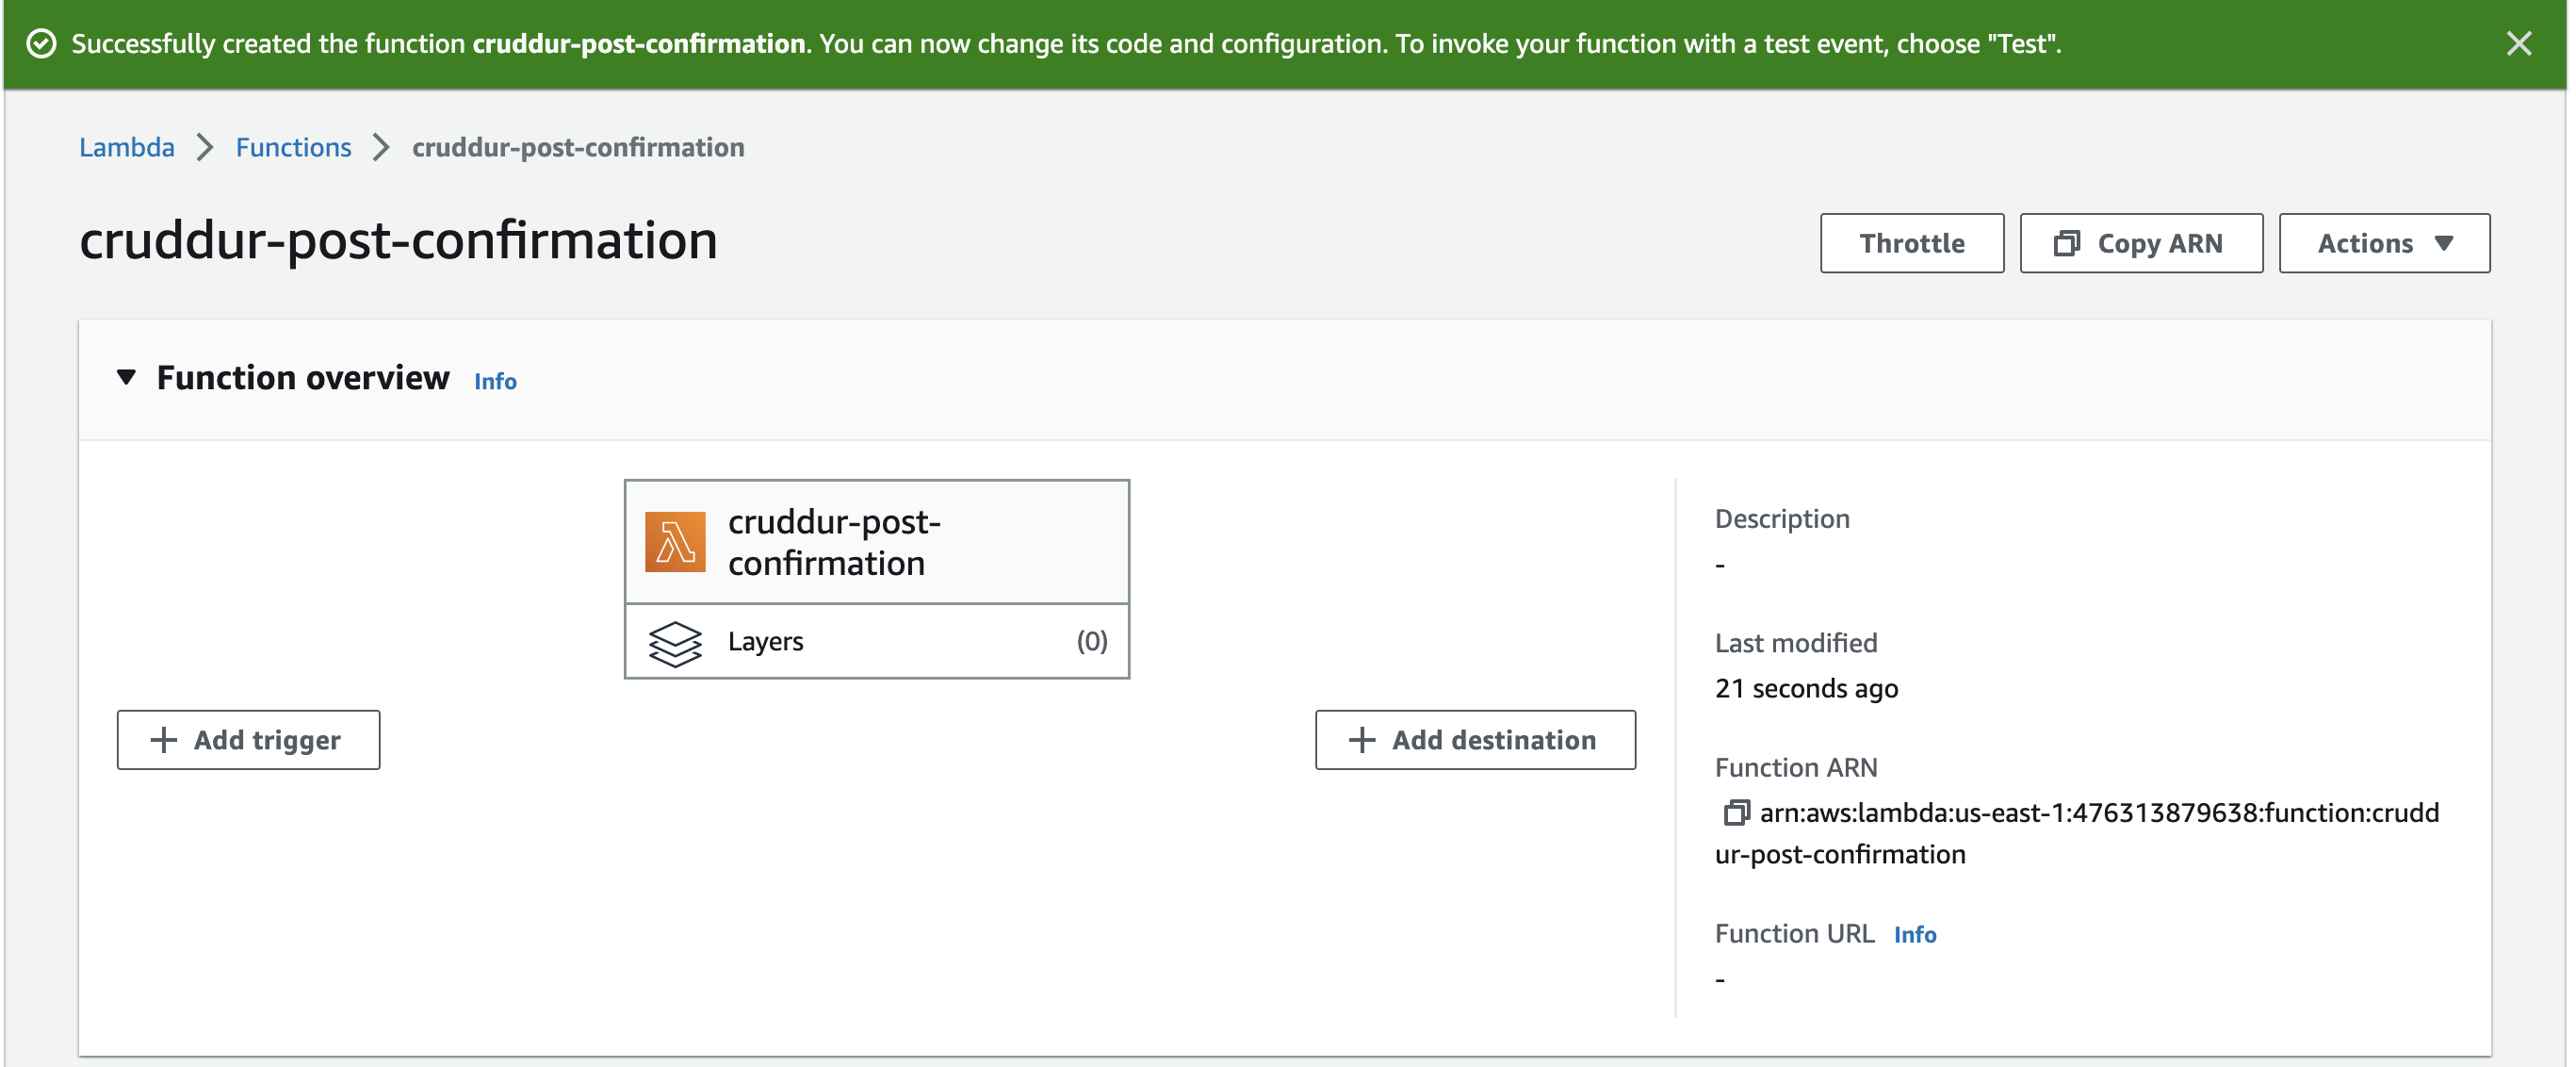 Successfully created the function cruddur-post-confirmation. You can now change its code and configuration. To invoke your function with a test event, choose "Test".
Lambda Functions cruddur-post-confirmation
cruddur-post-confirmation
Throttle Copy ARN Actions
Function overview Info
cruddur-post-
confirmation
Layers (0)
Add trigger
Add destination
Description
-
Last modified
21 seconds ago
Function ARN
arn:aws:lambda:us-east-1:476313879638:function:crudd
ur-post-confirmation
Function URL Info
-